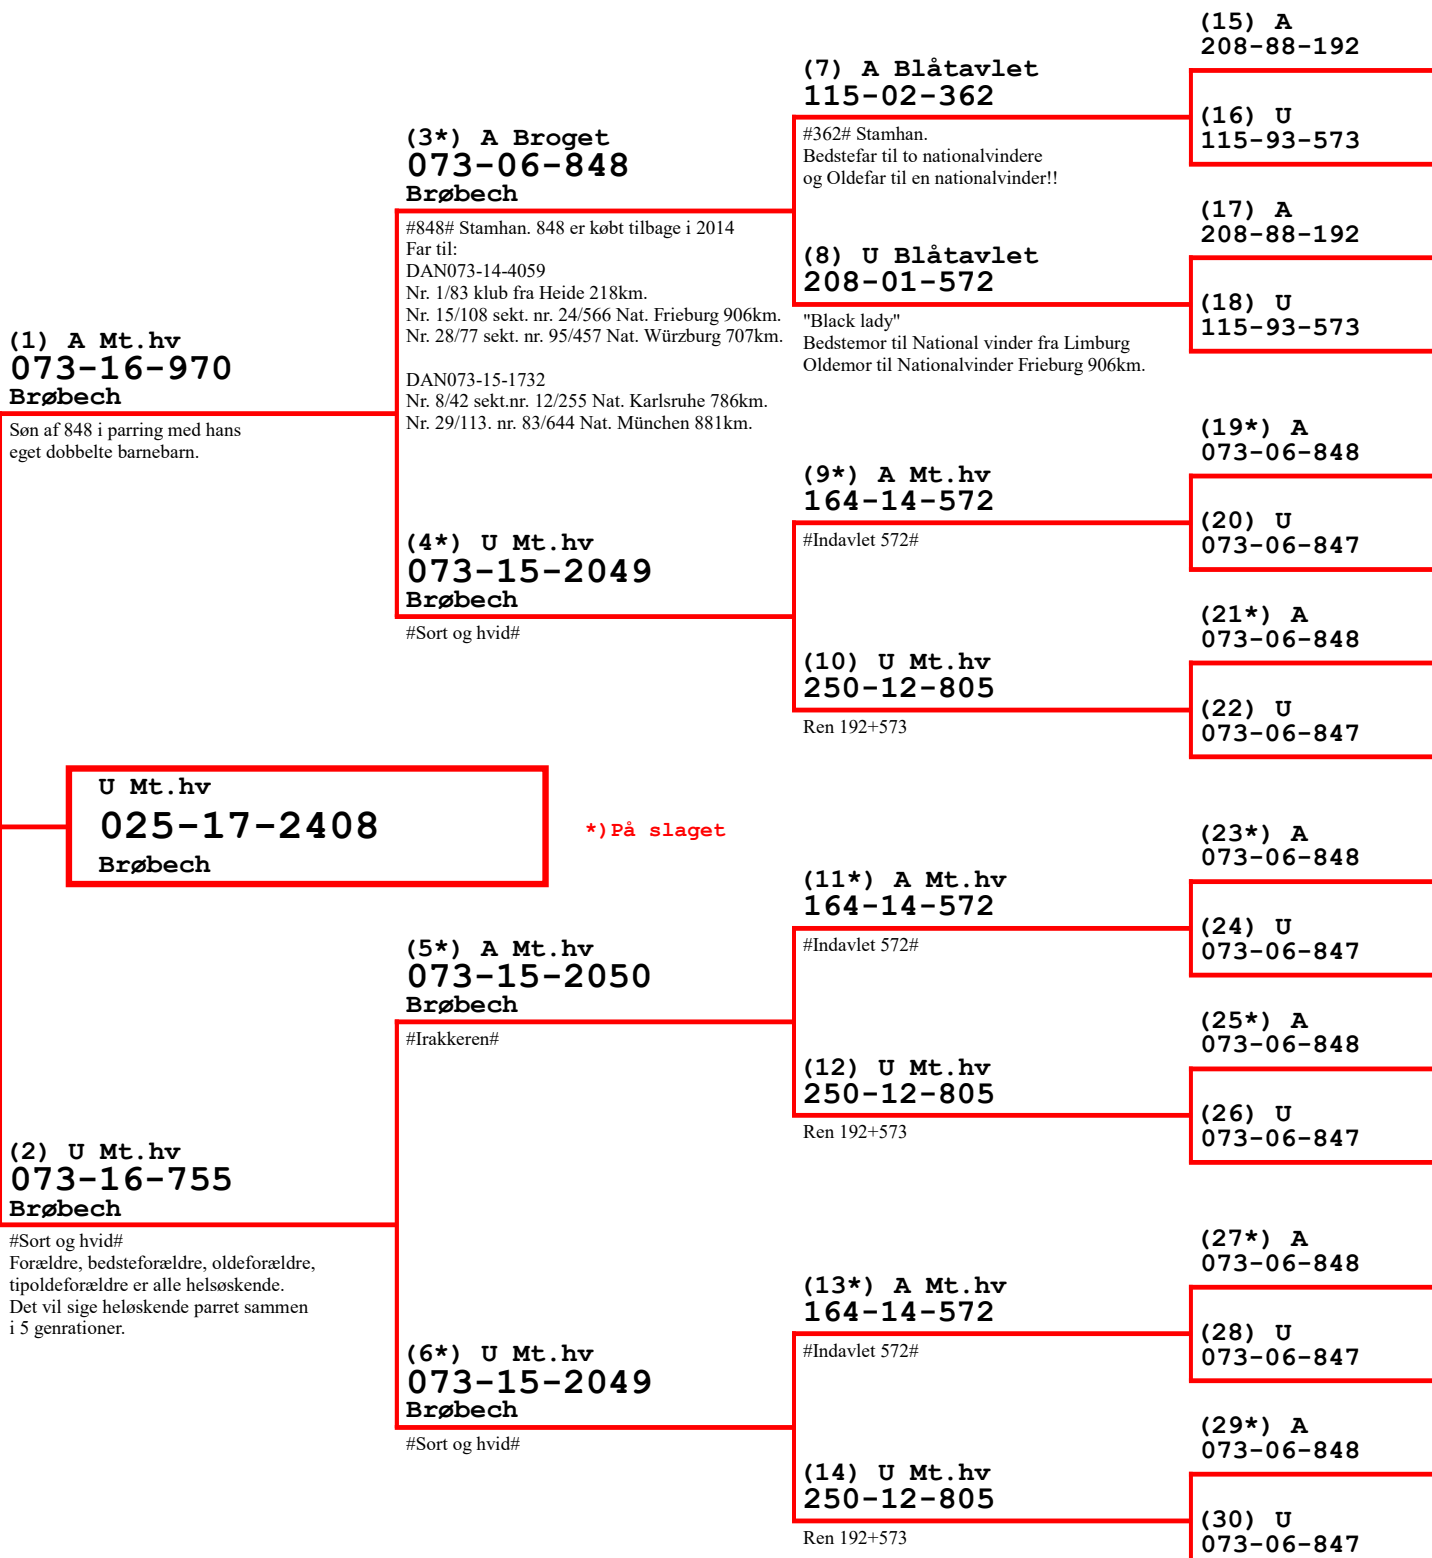 (1) A Mt.hv
073-16-970
Brøbech
Søn af 848 i parring med hans
eget dobbelte barnebarn.
U Mt.hv
025-17-2408
Brøbech
*)På slaget
(2) U Mt.hv
073-16-755
Brøbech
#Sort og hvid#
Forældre, bedsteforældre, oldeforældre,
tipoldeforældre er alle helsøskende.
Det vil sige heløskende parret sammen
i 5 genrationer.
(3*) A Broget
073-06-848
Brøbech
#848# Stamhan. 848 er købt tilbage i 2014
Far til:
DAN073-14-4059
Nr. 1/83 klub fra Heide 218km.
Nr. 15/108 sekt. nr. 24/566 Nat. Frieburg 906km.
Nr. 28/77 sekt. nr. 95/457 Nat. Würzburg 707km.
DAN073-15-1732
Nr. 8/42 sekt.nr. 12/255 Nat. Karlsruhe 786km.
Nr. 29/113. nr. 83/644 Nat. München 881km.
(4*) U Mt.hv
073-15-2049
Brøbech
#Sort og hvid#
(5*) A Mt.hv
073-15-2050
Brøbech
#Irakkeren#
(6*) U Mt.hv
073-15-2049
Brøbech
#Sort og hvid#
(7) A Blåtavlet
115-02-362
#362# Stamhan.
Bedstefar til to nationalvindere
og Oldefar til en nationalvinder!!
(8) U Blåtavlet
208-01-572
"Black lady"
Bedstemor til National vinder fra Limburg
Oldemor til Nationalvinder Frieburg 906km.
(9*) A Mt.hv
164-14-572
#Indavlet 572#
(10) U Mt.hv
250-12-805
Ren 192+573
(11*) A Mt.hv
164-14-572
#Indavlet 572#
(12) U Mt.hv
250-12-805
Ren 192+573
(13*) A Mt.hv
164-14-572
#Indavlet 572#
(14) U Mt.hv
250-12-805
Ren 192+573
(15) A
208-88-192
(16) U
115-93-573
(17) A
208-88-192
(18) U
115-93-573
(19*) A
073-06-848
(20) U
073-06-847
(21*) A
073-06-848
(22) U
073-06-847
(23*) A
073-06-848
(24) U
073-06-847
(25*) A
073-06-848
(26) U
073-06-847
(27*) A
073-06-848
(28) U
073-06-847
(29*) A
073-06-848
(30) U
073-06-847